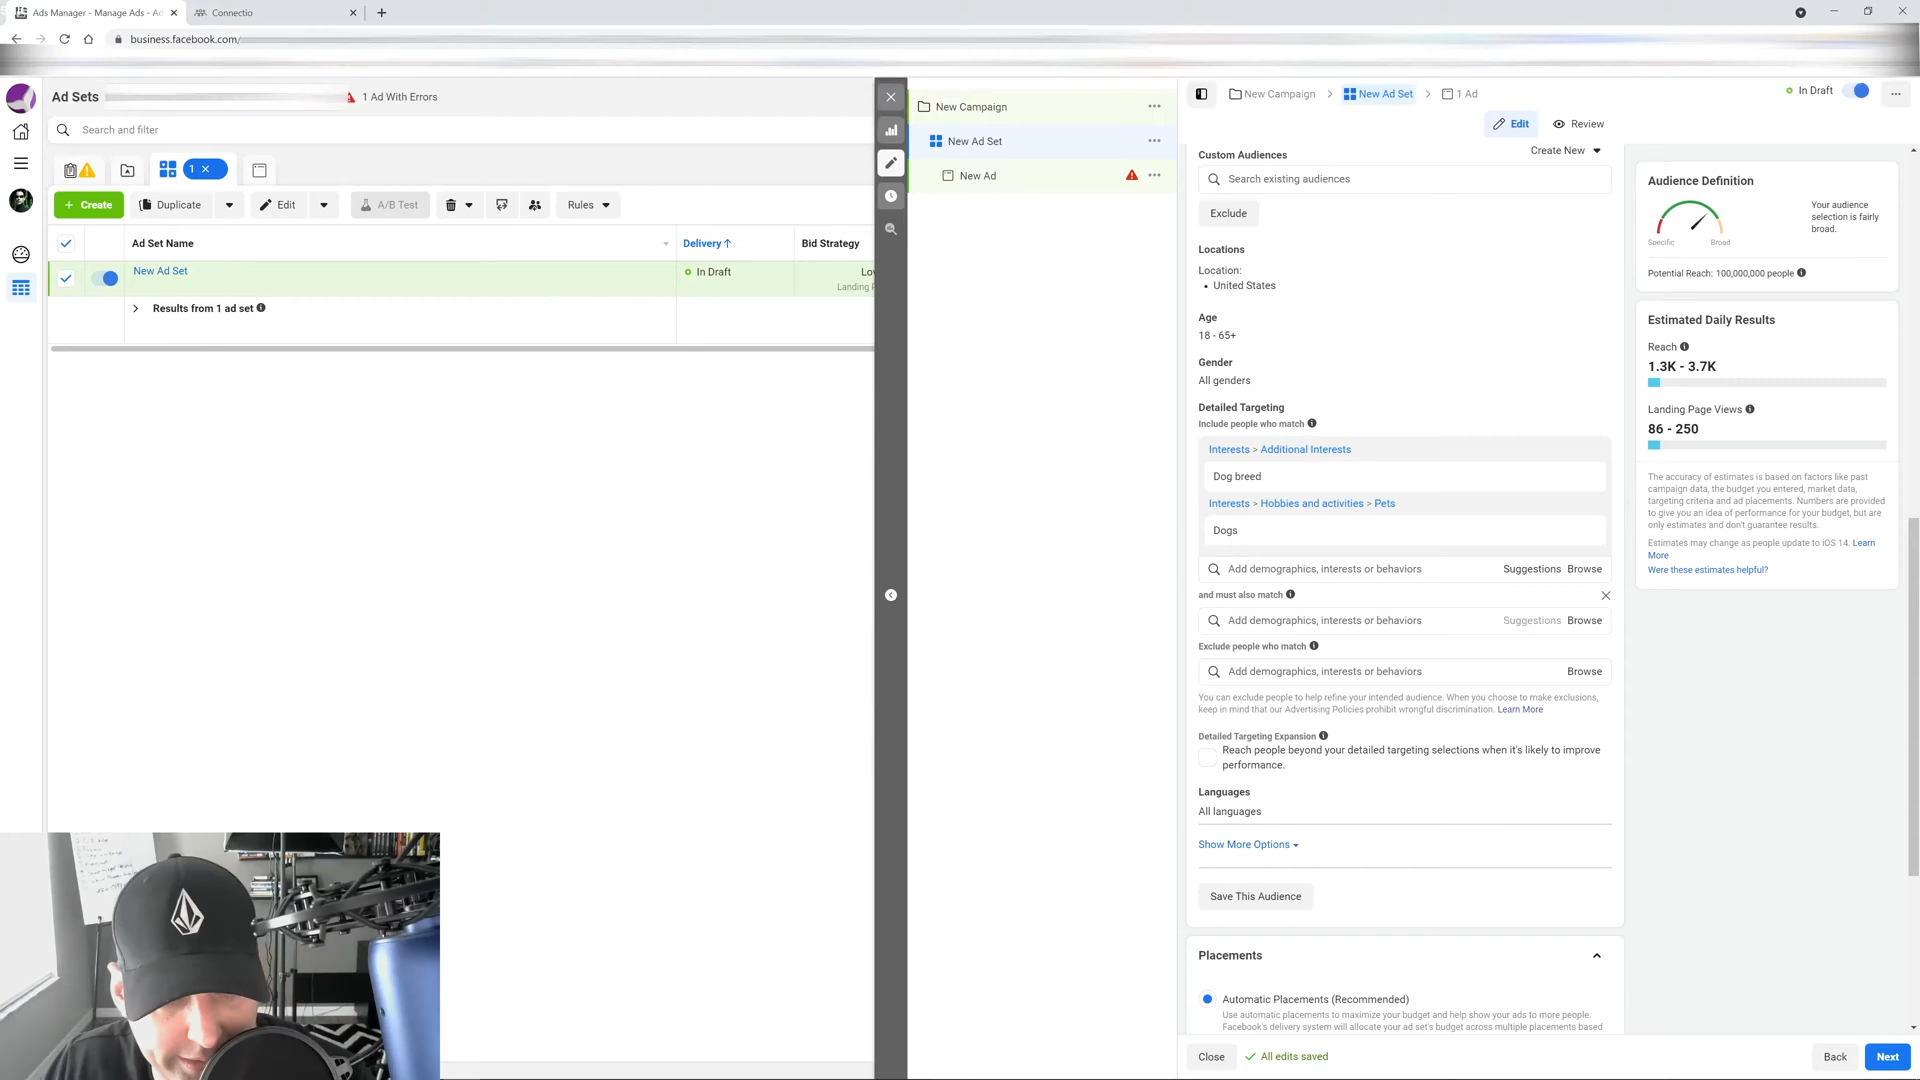 Ads Manager - Manage Ads - Ad
Connectio
business.facebook.com/
Ad Sets
1 Ad With Errors
Search and filter
1
Create
Duplicate
Edit
A/B Test
Rules
Ad Set Name
Delivery ↑
Bid Strategy
New Ad Set
In Draft
Lo
Landing P
Results from 1 ad set
New Campaign
New Ad Set
New Ad
New Campaign > New Ad Set > 1 Ad
In Draft
Edit
Review
Custom Audiences
Create New
Search existing audiences
Exclude
Locations
Location:
• United States
Age
18 - 65+
Gender
All genders
Detailed Targeting
Include people who match
Interests > Additional Interests
Dog breed
Interests > Hobbies and activities > Pets
Dogs
Add demographics, interests or behaviors
Suggestions
Browse
and must also match
Add demographics, interests or behaviors
Suggestions
Browse
Exclude people who match
Add demographics, interests or behaviors
Browse
You can exclude people to help refine your intended audience. When you choose to make exclusions,
keep in mind that our Advertising Policies prohibit wrongful discrimination. Learn More
Detailed Targeting Expansion
Reach people beyond your detailed targeting selections when it's likely to improve
performance.
Languages
All languages
Show More Options
Save This Audience
Placements
Automatic Placements (Recommended)
Use automatic placements to maximize your budget and help show your ads to more people.
Facebook's delivery system will allocate your ad set's budget across multiple placements based
Close
All edits saved
Back
Next
Audience Definition
Specific
Broad
Your audience
selection is fairly
broad.
Potential Reach: 100,000,000 people
Estimated Daily Results
Reach
1.3K - 3.7K
Landing Page Views
86 - 250
The accuracy of estimates is based on factors like past
campaign data, the budget you entered, market data,
targeting criteria and ad placements. Numbers are provided
to give you an idea of performance for your budget, but are
only estimates and don't guarantee results.
Estimates may change as people update to iOS 14. Learn
More
Were these estimates helpful?